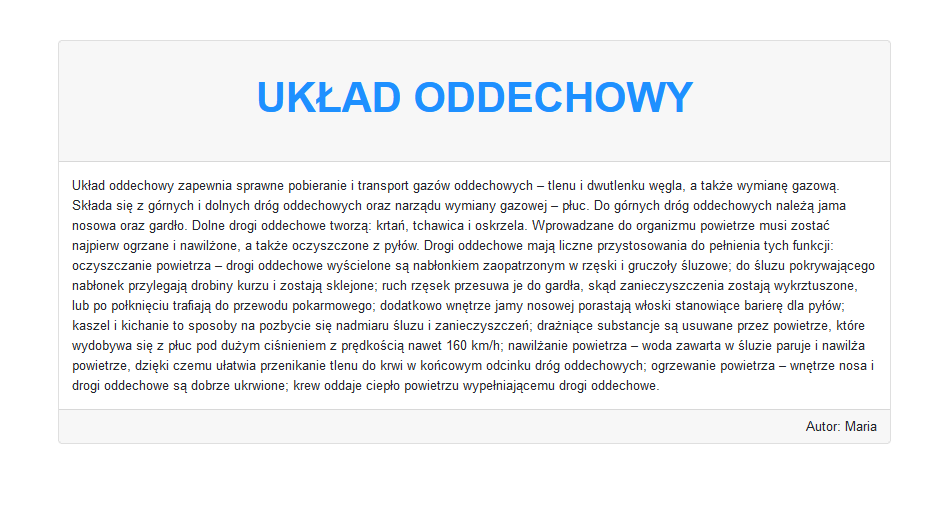 UKŁAD ODDECHOWY
Układ oddechowy zapewnia sprawne pobieranie i transport gazów oddechowych – tlenu i dwutlenku węgla, a także wymianę gazową.
Składa się z górnych i dolnych dróg oddechowych oraz narządu wymiany gazowej – płuc. Do górnych dróg oddechowych należą jama
nosowa oraz gardło. Dolne drogi oddechowe tworzą: krtań, tchawica i oskrzela. Wprowadzane do organizmu powietrze musi zostać
najpierw ogrzane i nawilżone, a także oczyszczone z pyłów. Drogi oddechowe mają liczne przystosowania do pełnienia tych funkcji:
oczyszczanie powietrza – drogi oddechowe wyścielone są nabłonkiem zaopatrzonym w rzęski i gruczoły śluzowe; do śluzu pokrywającego
nabłonek przylegają drobiny kurzu i zostają sklejone; ruch rzęsek przesuwa je do gardła, skąd zanieczyszczenia zostają wykrztuszone,
lub po połknięciu trafiają do przewodu pokarmowego; dodatkowo wnętrze jamy nosowej porastają włoski stanowiące barierę dla pyłów;
kaszel i kichanie to sposoby na pozbycie się nadmiaru śluzu i zanieczyszczeń; drażniące substancje są usuwane przez powietrze, które
wydobywa się z płuc pod dużym ciśnieniem z prędkością nawet 160 km/h; nawilżanie powietrza – woda zawarta w śluzie paruje i nawilża
powietrze, dzięki czemu ułatwia przenikanie tlenu do krwi w końcowym odcinku dróg oddechowych; ogrzewanie powietrza – wnętrze nosa i
drogi oddechowe są dobrze ukrwione; krew oddaje ciepło powietrzu wypełniającemu drogi oddechowe.
Autor: Maria